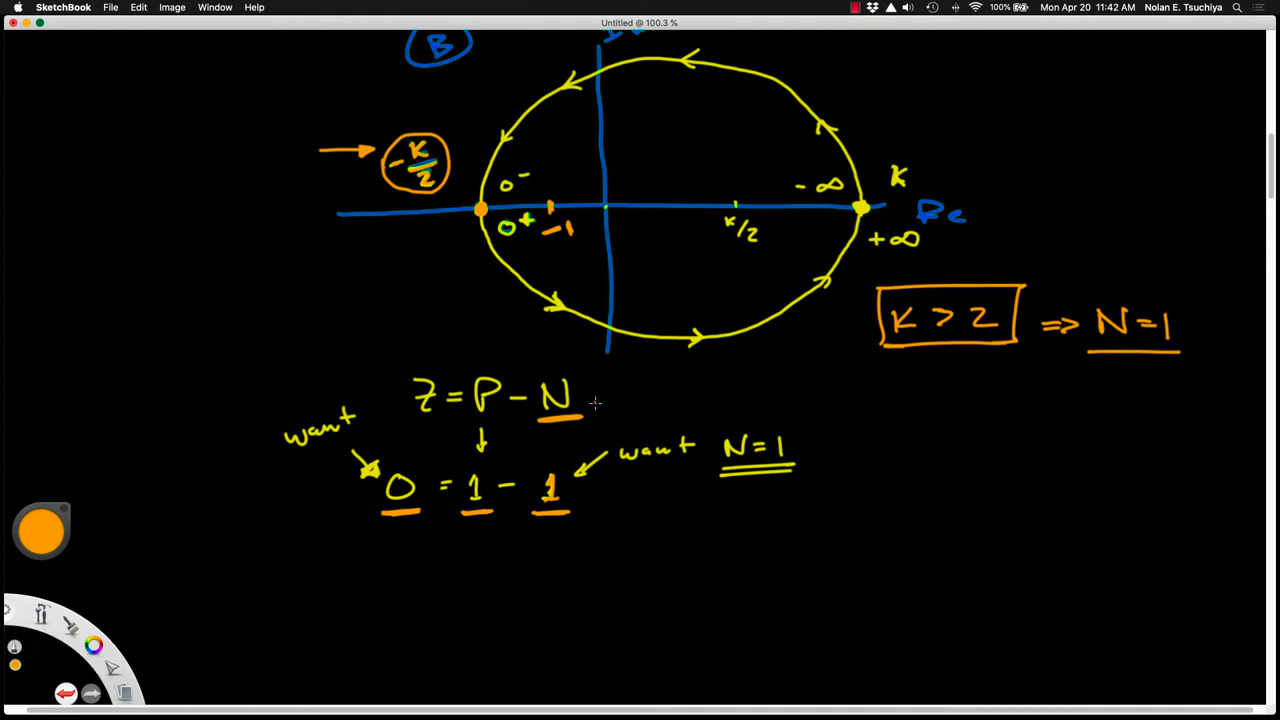 SketchBook File Edit Image Window Help 100% Mon Apr 20 11:42 AM Nolan E. Tsuchiya
Untitled @ 100.3 %
B
-K/2
0⁻
-∞
K
Re
0⁺
-1
K/2
+∞
K > 2 => N=1
Z = P - N
want
0 = 1 - 1
want N=1